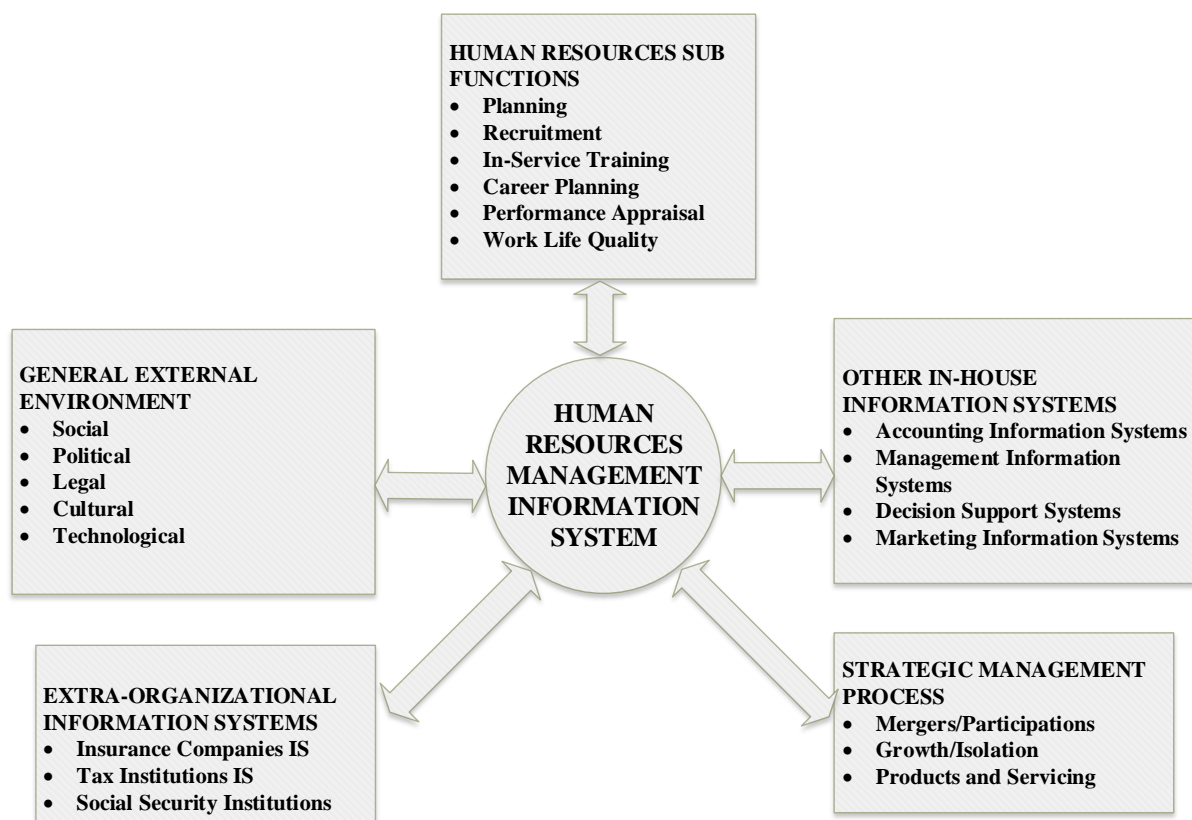 HUMAN RESOURCES SUB
FUNCTIONS
• Planning
• Recruitment
• In-Service Training
• Career Planning
• Performance Appraisal
• Work Life Quality
GENERAL EXTERNAL
ENVIRONMENT
• Social
• Political
• Legal
• Cultural
• Technological
HUMAN
RESOURCES
MANAGEMENT
INFORMATION
SYSTEM
OTHER IN-HOUSE
INFORMATION SYSTEMS
• Accounting Information Systems
• Management Information
Systems
• Decision Support Systems
• Marketing Information Systems
EXTRA-ORGANIZATIONAL
INFORMATION SYSTEMS
• Insurance Companies IS
• Tax Institutions IS
• Social Security Institutions
STRATEGIC MANAGEMENT
PROCESS
• Mergers/Participations
• Growth/Isolation
• Products and Servicing